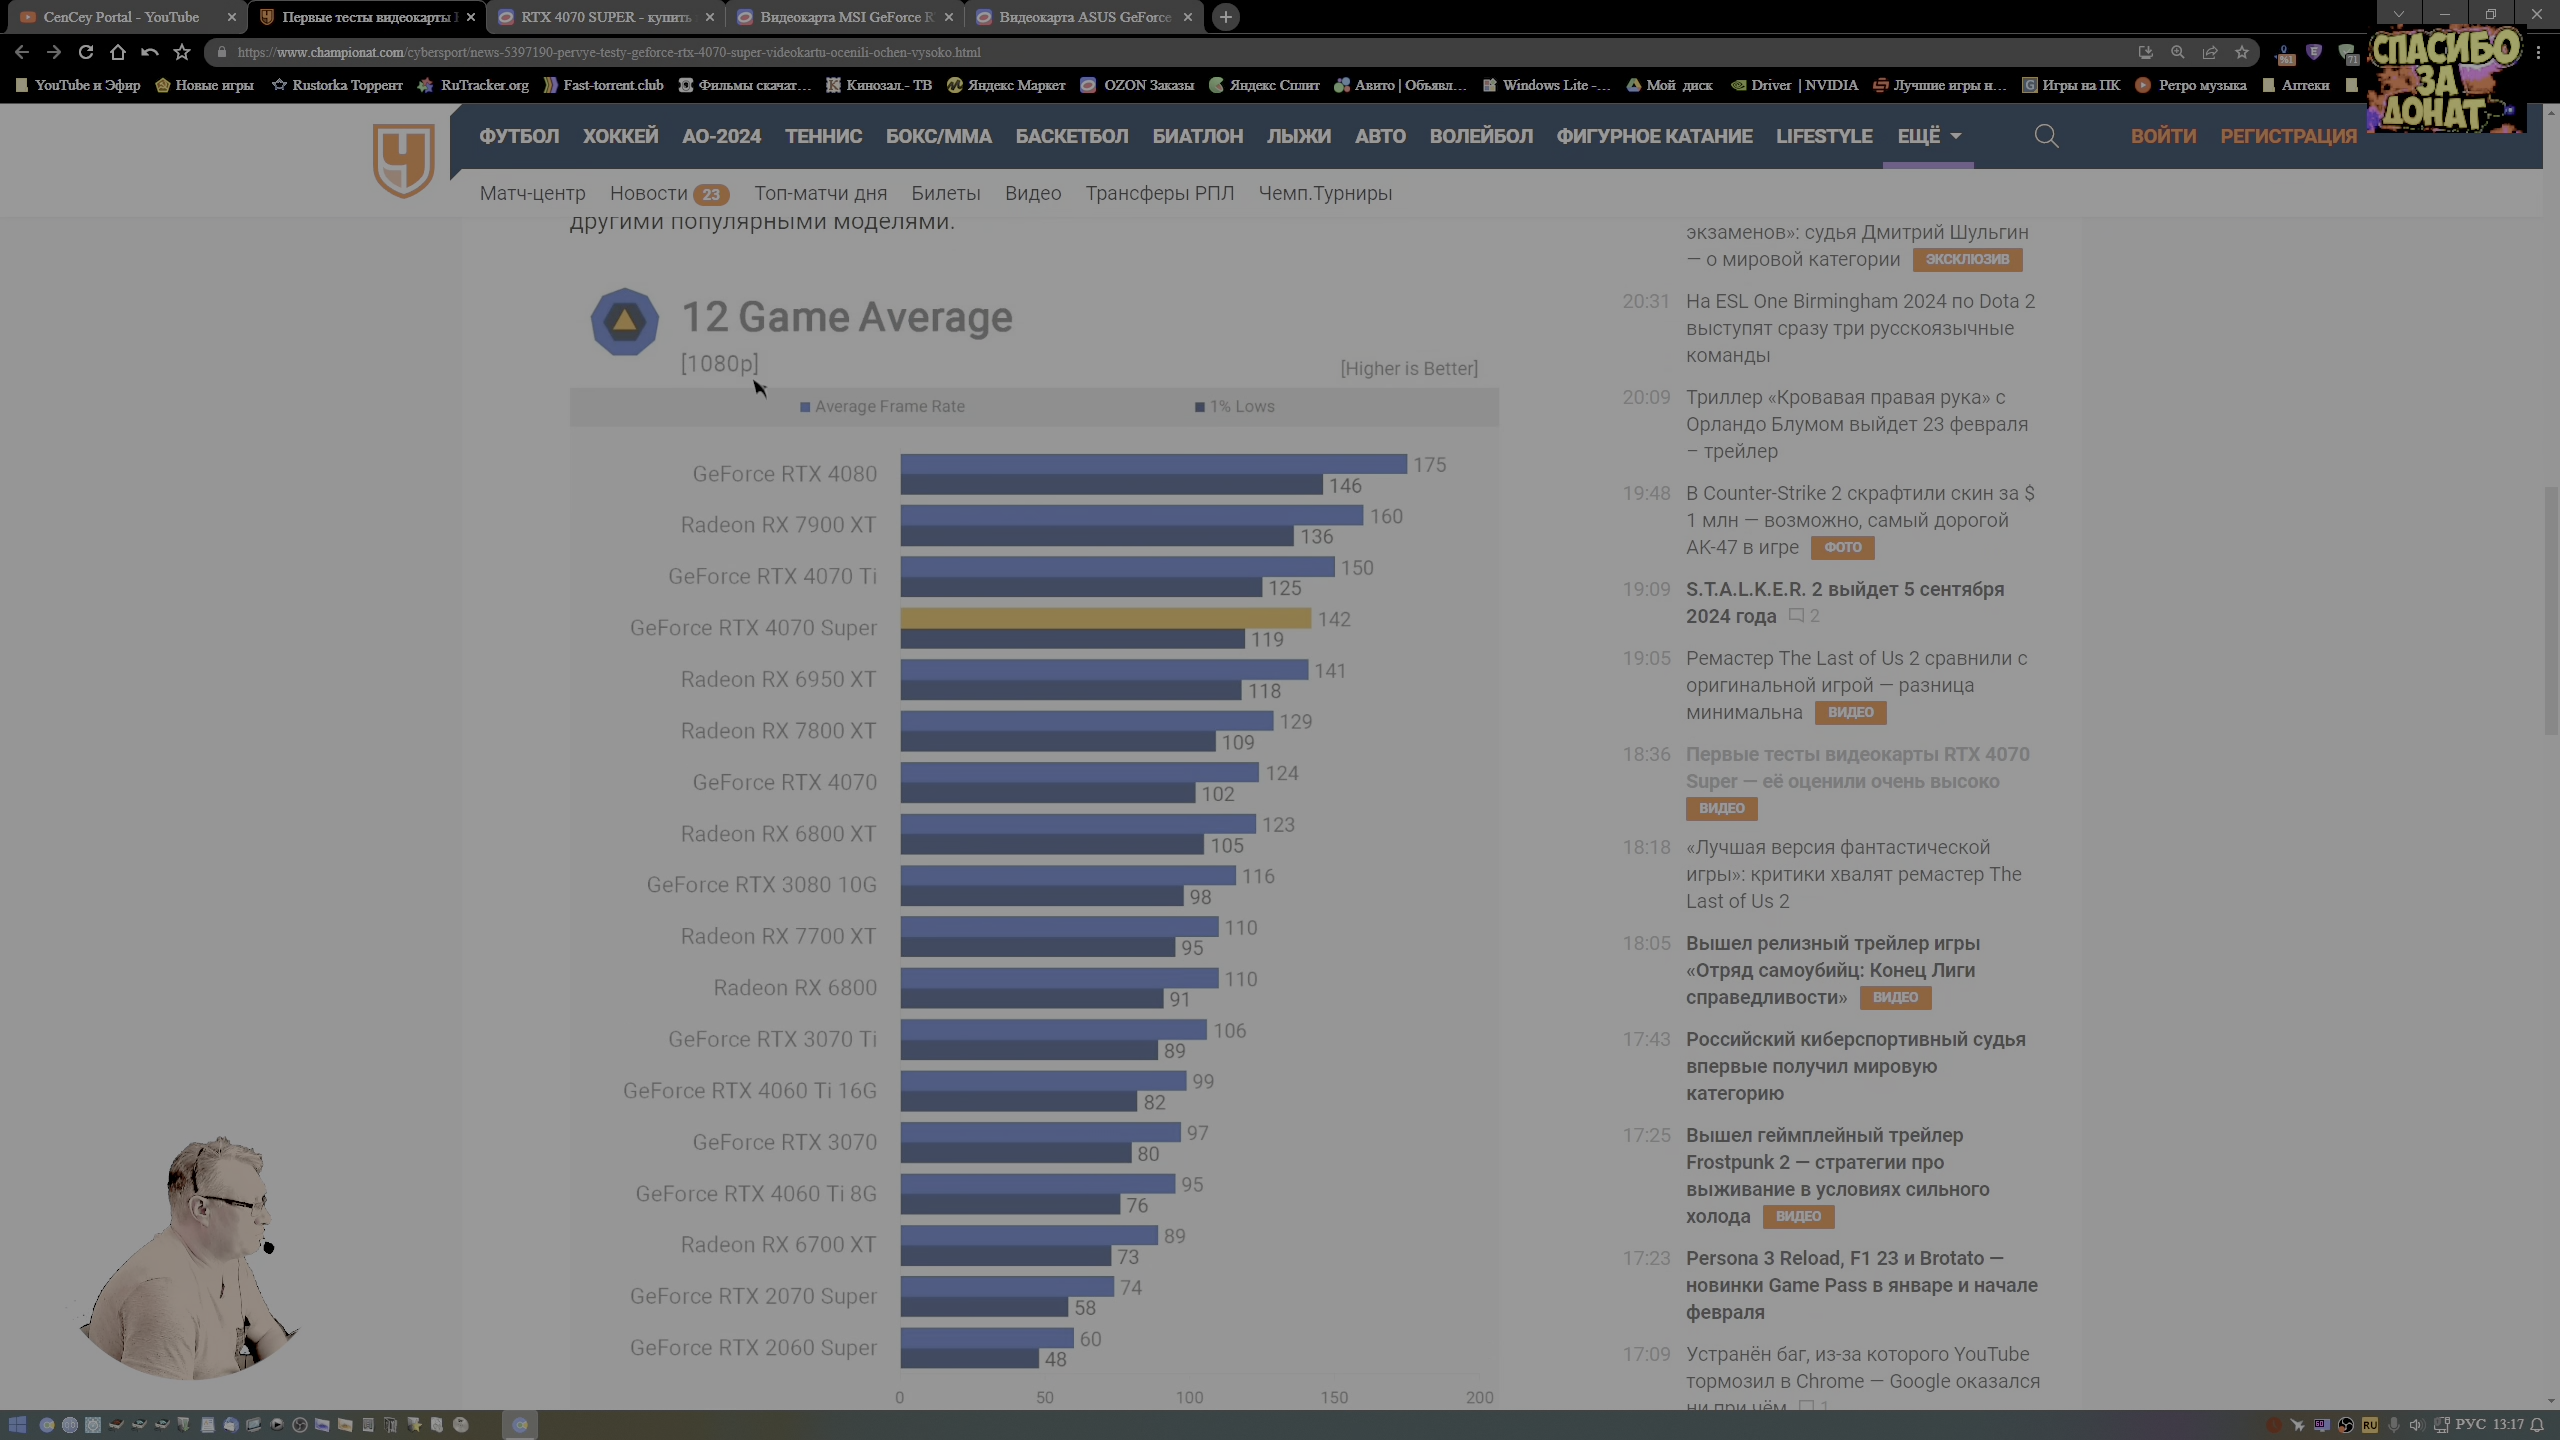 CenCey Portal - YouTube
Первые тесты видеокарты
RTX 4070 SUPER - купить
Видеокарта MSI GeForce R
Видеокарта ASUS GeForce
https://www.championat.com/cybersport/news-5397190-pervye-testy-geforce-rtx-4070-super-videokartu-ocenili-ochen-vysoko.html
YouTube и Эфир
Новые игры
Rustorka Торрент
RuTracker.org
Fast-torrent.club
Фильмы скачат…
Кинозал.- ТВ
Яндекс Маркет
OZON Заказы
Яндекс Сплит
Авито | Объявл…
Windows Lite -…
Мой диск
Driver | NVIDIA
Лучшие игры н…
Игры на ПК
Ретро музыка
Аптеки
СПАСИБО
ЗА
ДОНАТ
ФУТБОЛ ХОККЕЙ АО-2024 ТЕННИС БОКС/ММА БАСКЕТБОЛ БИАТЛОН ЛЫЖИ АВТО ВОЛЕЙБОЛ ФИГУРНОЕ КАТАНИЕ LIFESTYLE ЕЩЁ
ВОЙТИ РЕГИСТРАЦИЯ
Матч-центр Новости 23 Топ-матчи дня Билеты Видео Трансферы РПЛ Чемп.Турниры
другими популярными моделями.
12 Game Average
[1080p]
[Higher is Better]
Average Frame Rate 1% Lows
GeForce RTX 4080 175 146
Radeon RX 7900 XT 160 136
GeForce RTX 4070 Ti 150 125
GeForce RTX 4070 Super 142 119
Radeon RX 6950 XT 141 118
Radeon RX 7800 XT 129 109
GeForce RTX 4070 124 102
Radeon RX 6800 XT 123 105
GeForce RTX 3080 10G 116 98
Radeon RX 7700 XT 110 95
Radeon RX 6800 110 91
GeForce RTX 3070 Ti 106 89
GeForce RTX 4060 Ti 16G 99 82
GeForce RTX 3070 97 80
GeForce RTX 4060 Ti 8G 95 76
Radeon RX 6700 XT 89 73
GeForce RTX 2070 Super 74 58
GeForce RTX 2060 Super 60 48
0 50 100 150 200
экзаменов»: судья Дмитрий Шульгин
— о мировой категории ЭКСКЛЮЗИВ
20:31 На ESL One Birmingham 2024 по Dota 2
выступят сразу три русскоязычные
команды
20:09 Триллер «Кровавая правая рука» с
Орландо Блумом выйдет 23 февраля
– трейлер
19:48 В Counter-Strike 2 скрафтили скин за $
1 млн — возможно, самый дорогой
АК-47 в игре ФОТО
19:09 S.T.A.L.K.E.R. 2 выйдет 5 сентября
2024 года 2
19:05 Ремастер The Last of Us 2 сравнили с
оригинальной игрой — разница
минимальна ВИДЕО
18:36 Первые тесты видеокарты RTX 4070
Super — её оценили очень высоко
ВИДЕО
18:18 «Лучшая версия фантастической
игры»: критики хвалят ремастер The
Last of Us 2
18:05 Вышел релизный трейлер игры
«Отряд самоубийц: Конец Лиги
справедливости» ВИДЕО
17:43 Российский киберспортивный судья
впервые получил мировую
категорию
17:25 Вышел геймплейный трейлер
Frostpunk 2 — стратегии про
выживание в условиях сильного
холода ВИДЕО
17:23 Persona 3 Reload, F1 23 и Brotato —
новинки Game Pass в январе и начале
февраля
17:09 Устранён баг, из-за которого YouTube
тормозил в Chrome — Google оказался
ни при чём 1
RU РУС 13:17